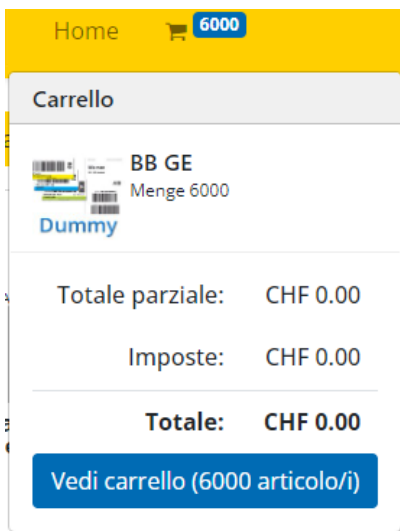 Home 6000
Carrello
BB GE
Menge 6000
Dummy
Totale parziale: CHF 0.00
Imposte: CHF 0.00
Totale: CHF 0.00
Vedi carrello (6000 articolo/i)